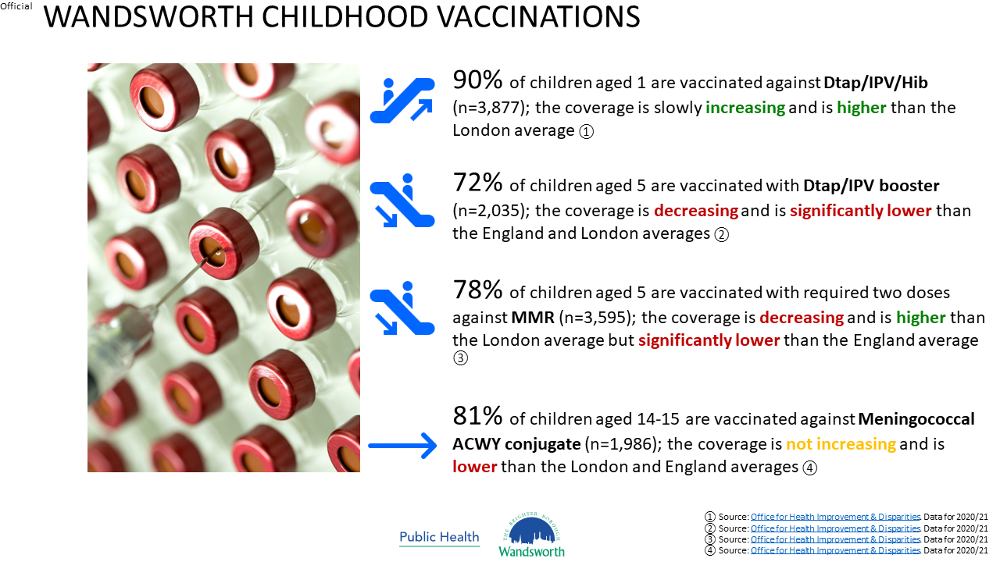 Official
WANDSWORTH CHILDHOOD VACCINATIONS
90% of children aged 1 are vaccinated against Dtap/IPV/Hib
(n=3,877); the coverage is slowly increasing and is higher than the
London average ①
72% of children aged 5 are vaccinated with Dtap/IPV booster
(n=2,035); the coverage is decreasing and is significantly lower than
the England and London averages ②
78% of children aged 5 are vaccinated with required two doses
against MMR (n=3,595); the coverage is decreasing and is higher than
the London average but significantly lower than the England average
③
81% of children aged 14-15 are vaccinated against Meningococcal
ACWY conjugate (n=1,986); the coverage is not increasing and is
lower than the London and England averages ④
① Source: Office for Health Improvement & Disparities. Data for 2020/21
② Source: Office for Health Improvement & Disparities. Data for 2020/21
③ Source: Office for Health Improvement & Disparities. Data for 2020/21
④ Source: Office for Health Improvement & Disparities. Data for 2020/21
Public Health
THE BRIGHTER BOROUGH
Wandsworth